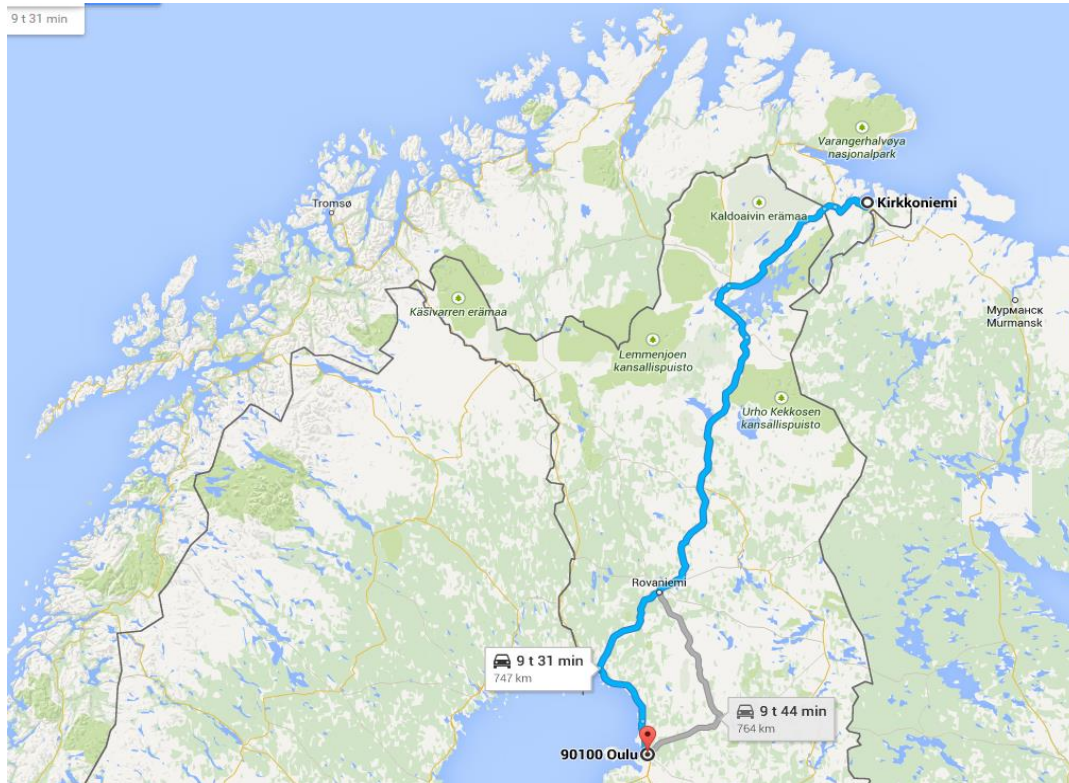 9 t 31 min
Varangerhalvøya
nasjonalpark
Tromsø
Kaldoaivin erämaa
Kirkkoniemi
Käsivarren erämaa
Мурманск
Murmansk
Lemmenjoen
kansallispuisto
Urho Kekkosen
kansallispuisto
Rovaniemi
9 t 31 min
747 km
9 t 44 min
764 km
90100 Oulu